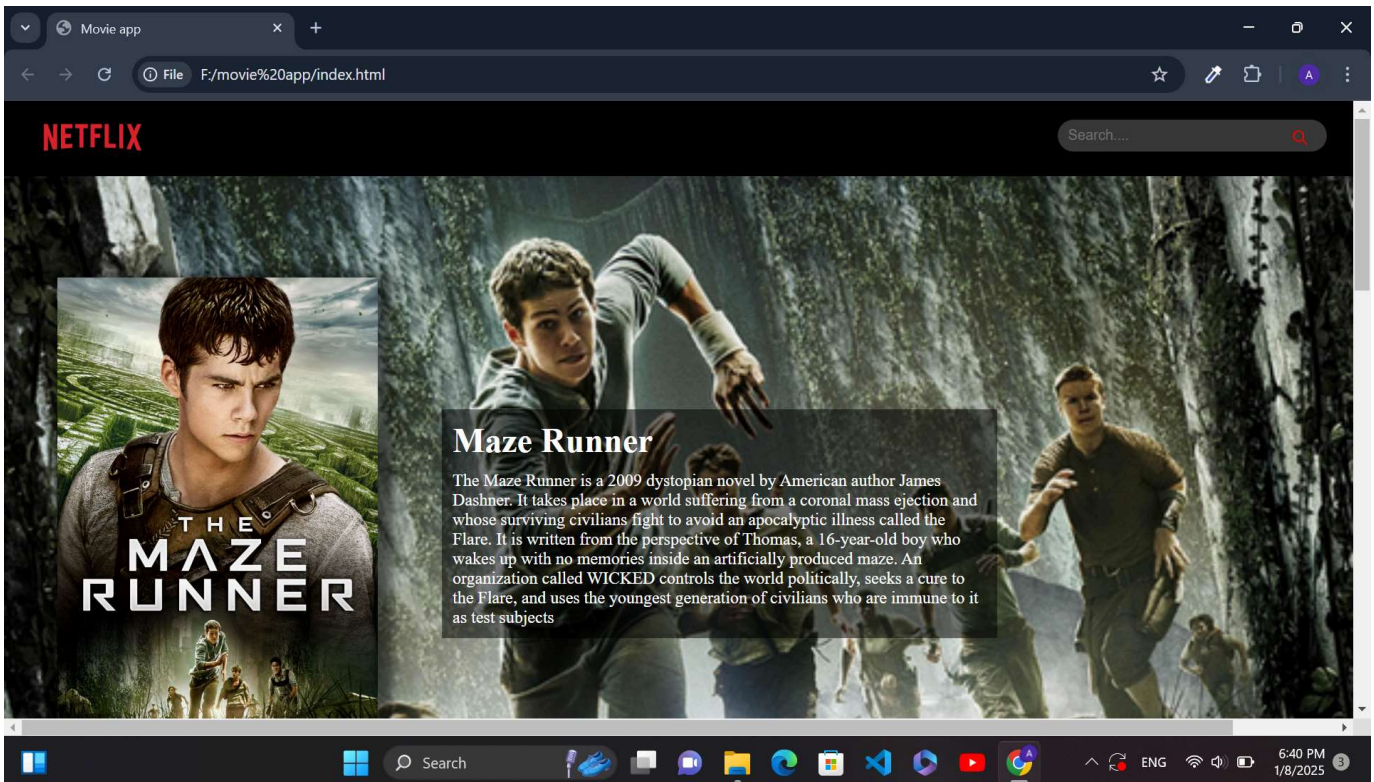 Movie app
File F:/movie%20app/index.html
A
NETFLIX
Search....
THE
MAZE
RUNNER
Maze Runner
The Maze Runner is a 2009 dystopian novel by American author James
Dashner. It takes place in a world suffering from a coronal mass ejection and
whose surviving civilians fight to avoid an apocalyptic illness called the
Flare. It is written from the perspective of Thomas, a 16-year-old boy who
wakes up with no memories inside an artificially produced maze. An
organization called WICKED controls the world politically, seeks a cure to
the Flare, and uses the youngest generation of civilians who are immune to it
as test subjects
Search
A
ENG
6:40 PM
1/8/2025
3